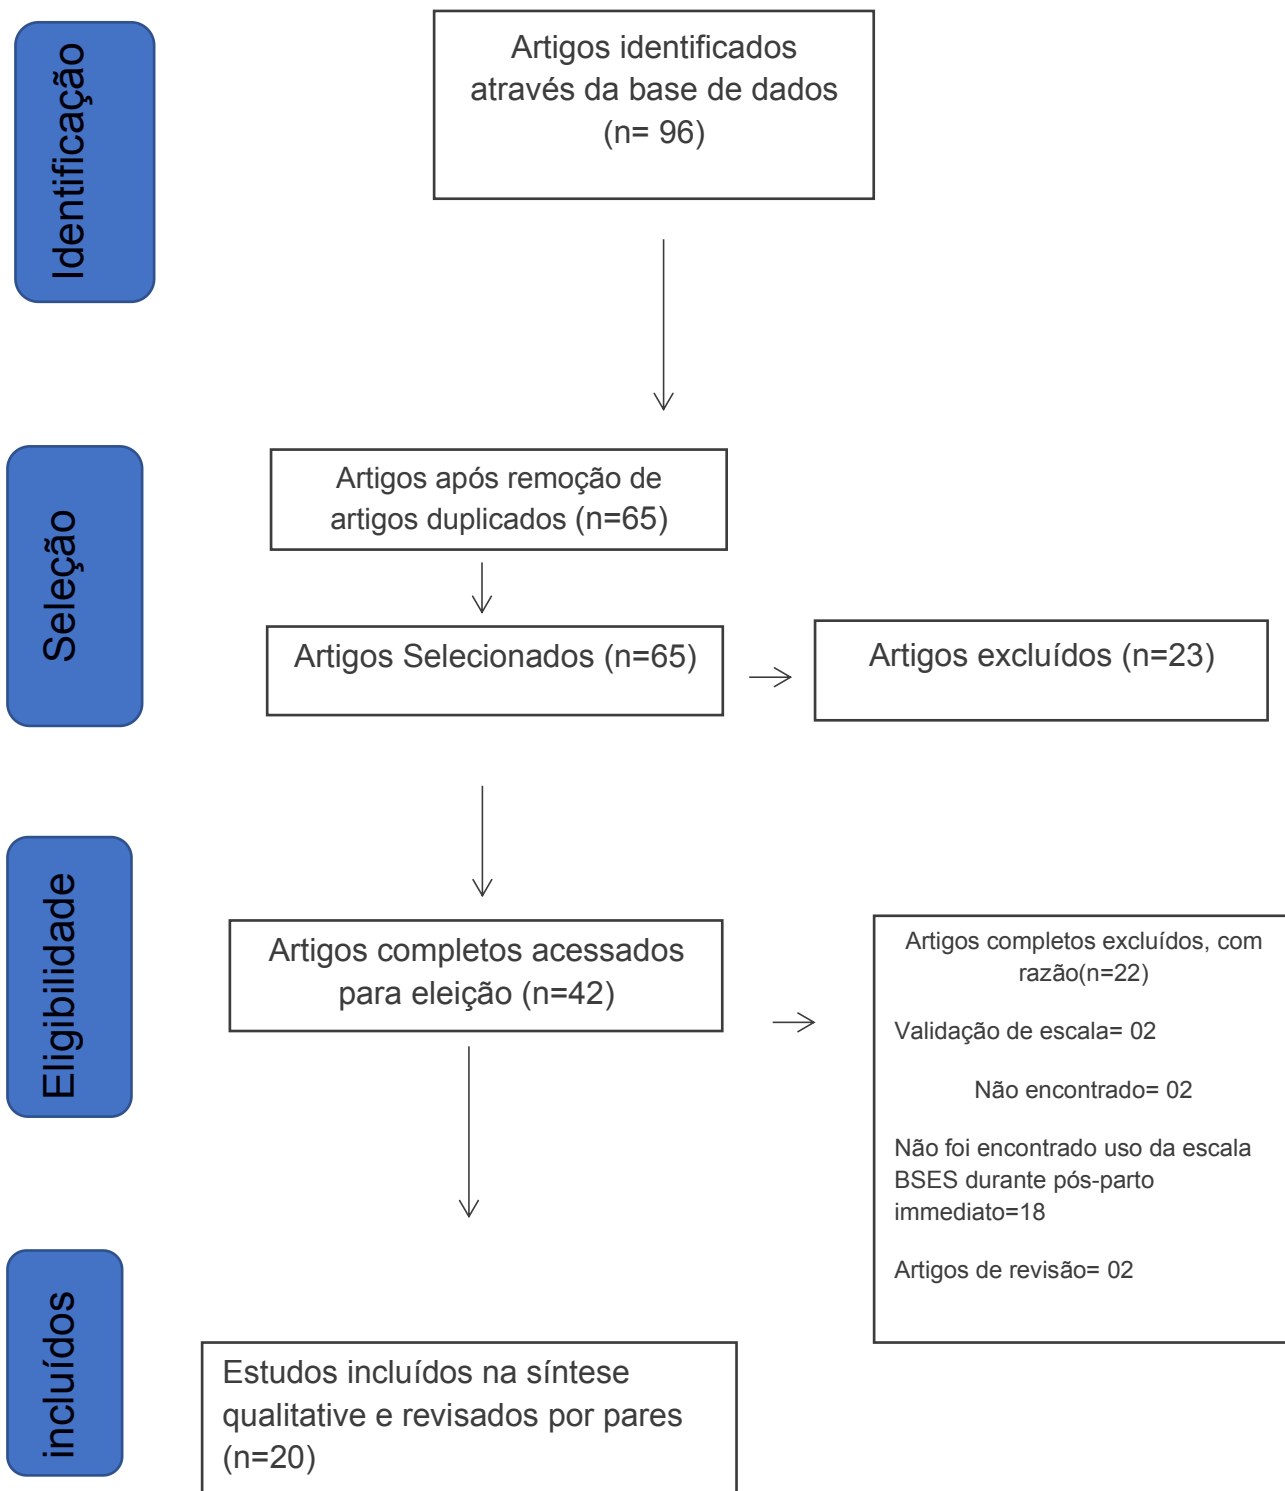 Identificação
Artigos identificados
através da base de dados
(n= 96)
Seleção
Artigos após remoção de
artigos duplicados (n=65)
Artigos Selecionados (n=65)
Artigos excluídos (n=23)
Eligibilidade
Artigos completos acessados
para eleição (n=42)
Artigos completos excluídos, com
razão(n=22)
Validação de escala= 02
Não encontrado= 02
Não foi encontrado uso da escala
BSES durante pós-parto
immediato=18
Artigos de revisão= 02
incluídos
Estudos incluídos na síntese
qualitative e revisados por pares
(n=20)